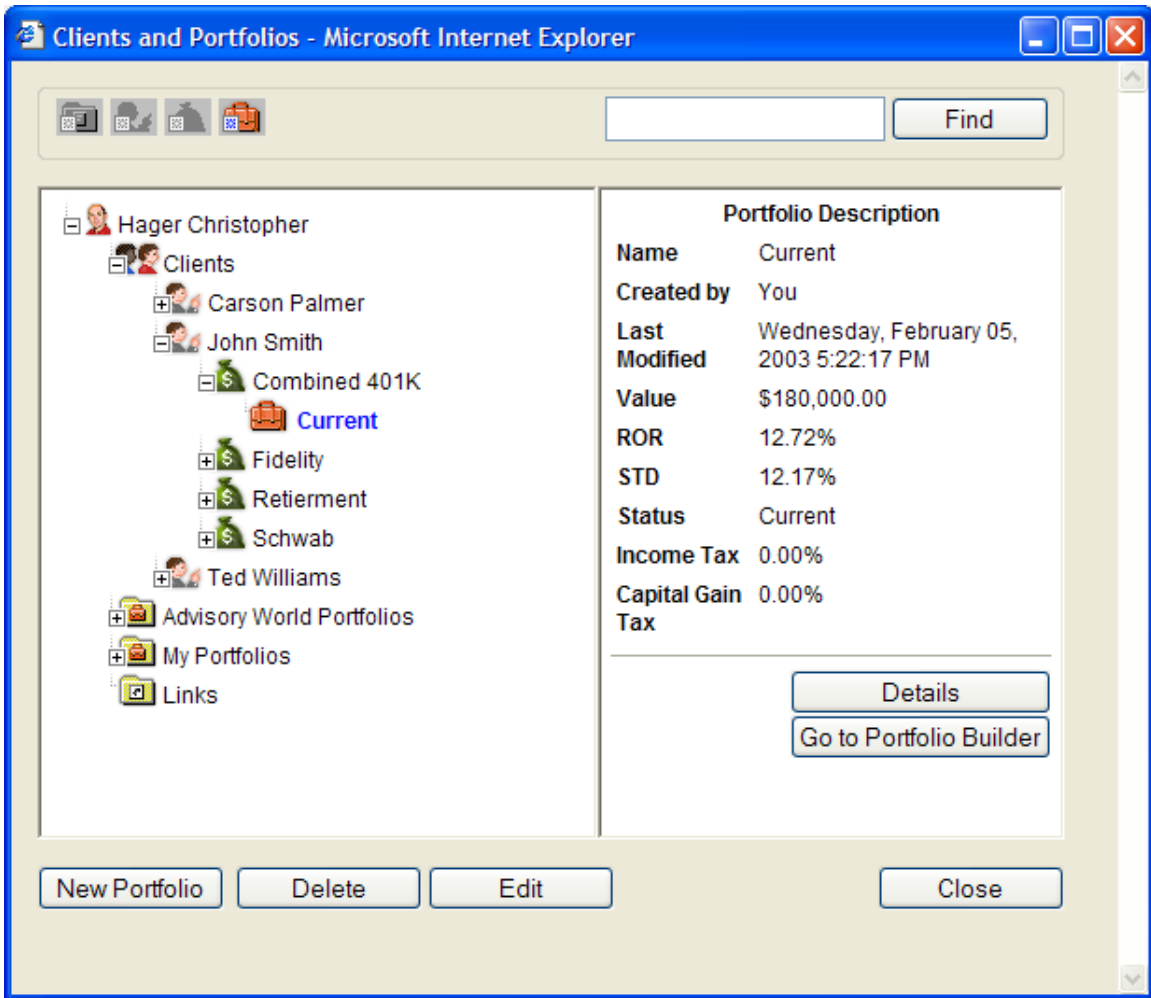 Clients and Portfolios - Microsoft Internet Explorer
Find
Hager Christopher
Clients
Carson Palmer
John Smith
Combined 401K
Current
Fidelity
Retierment
Schwab
Ted Williams
Advisory World Portfolios
My Portfolios
Links
Portfolio Description
Name Current
Created by You
Last Wednesday, February 05,
Modified 2003 5:22:17 PM
Value $180,000.00
ROR 12.72%
STD 12.17%
Status Current
Income Tax 0.00%
Capital Gain 0.00%
Tax
Details
Go to Portfolio Builder
New Portfolio Delete Edit Close